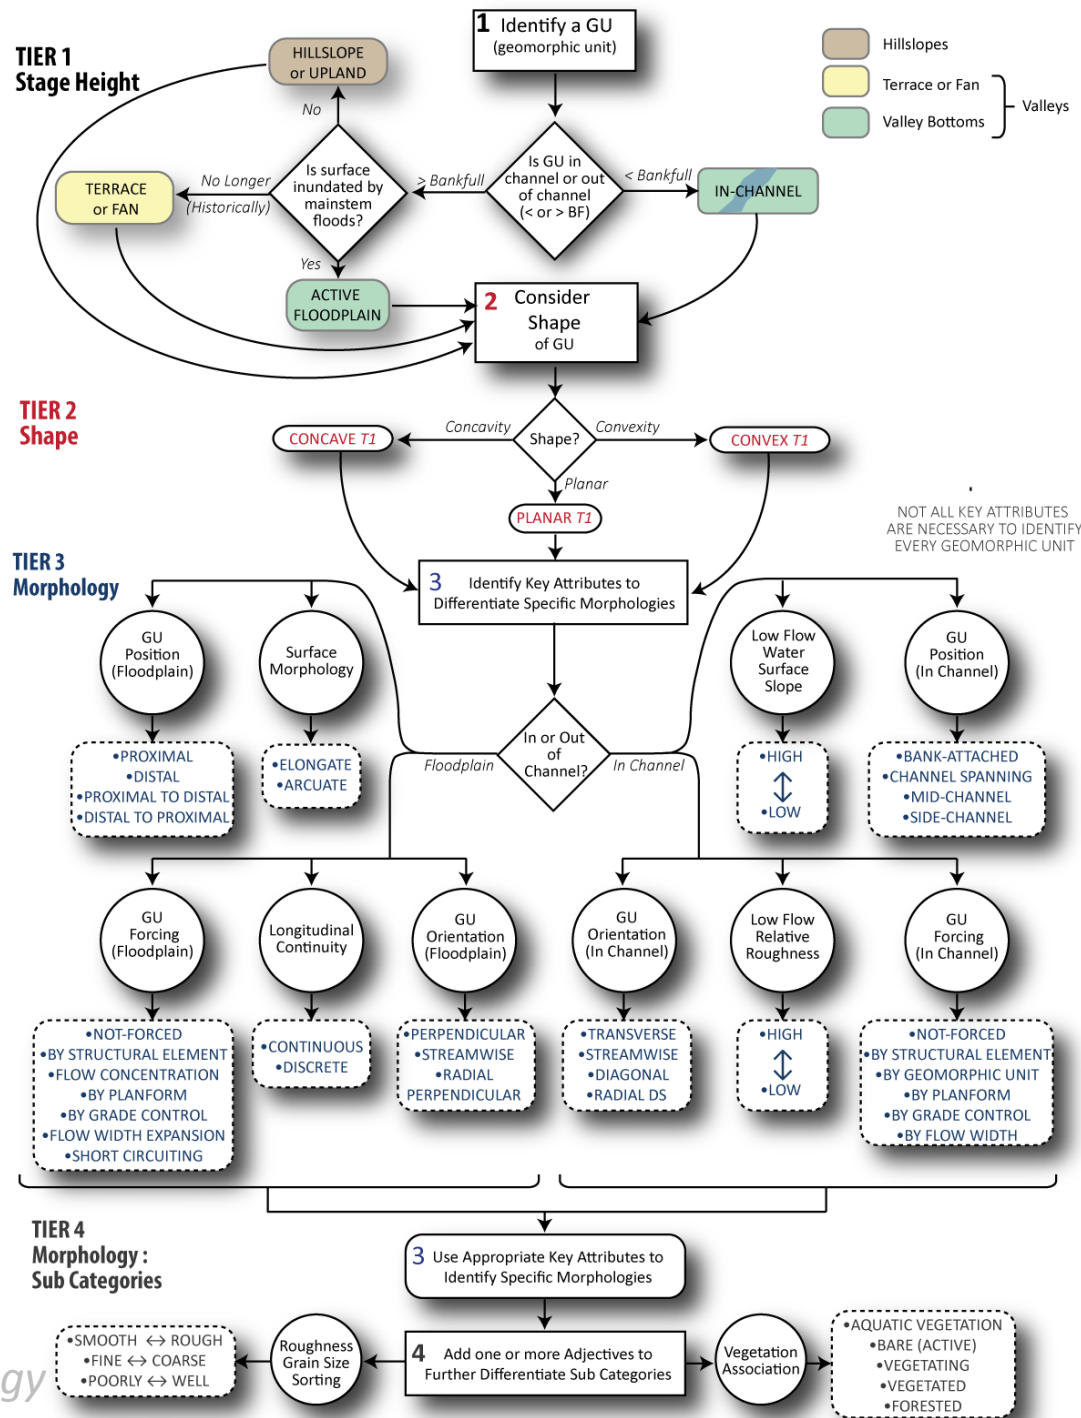 TIER 1
Stage Height
HILLSLOPE
or UPLAND
1 Identify a GU
(geomorphic unit)
Hillslopes
Terrace or Fan
Valley Bottoms
Valleys
No
Is surface
inundated by
mainstem
floods?
No Longer
(Historically)
TERRACE
or FAN
> Bankfull
Is GU in
channel or out
of channel
(< or > BF)
< Bankfull
IN-CHANNEL
Yes
ACTIVE
FLOODPLAIN
2 Consider
Shape
of GU
TIER 2
Shape
CONCAVE T1
Concavity
Shape?
Convexity
CONVEX T1
Planar
PLANAR T1
NOT ALL KEY ATTRIBUTES
ARE NECESSARY TO IDENTIFY
EVERY GEOMORPHIC UNIT
TIER 3
Morphology
3 Identify Key Attributes to
Differentiate Specific Morphologies
GU
Position
(Floodplain)
Surface
Morphology
Low Flow
Water
Surface
Slope
GU
Position
(In Channel)
In or Out
of
Channel?
Floodplain
In Channel
•PROXIMAL
•DISTAL
•PROXIMAL TO DISTAL
•DISTAL TO PROXIMAL
•ELONGATE
•ARCUATE
•HIGH
•LOW
•BANK-ATTACHED
•CHANNEL SPANNING
•MID-CHANNEL
•SIDE-CHANNEL
GU
Forcing
(Floodplain)
Longitudinal
Continuity
GU
Orientation
(Floodplain)
GU
Orientation
(In Channel)
Low Flow
Relative
Roughness
GU
Forcing
(In Channel)
•NOT-FORCED
•BY STRUCTURAL ELEMENT
•FLOW CONCENTRATION
•BY PLANFORM
•BY GRADE CONTROL
•FLOW WIDTH EXPANSION
•SHORT CIRCUITING
•CONTINUOUS
•DISCRETE
•PERPENDICULAR
•STREAMWISE
•RADIAL
PERPENDICULAR
•TRANSVERSE
•STREAMWISE
•DIAGONAL
•RADIAL DS
•HIGH
•LOW
•NOT-FORCED
•BY STRUCTURAL ELEMENT
•BY GEOMORPHIC UNIT
•BY PLANFORM
•BY GRADE CONTROL
•BY FLOW WIDTH
TIER 4
Morphology :
Sub Categories
3 Use Appropriate Key Attributes to
Identify Specific Morphologies
•SMOOTH ↔ ROUGH
•FINE ↔ COARSE
•POORLY ↔ WELL
Roughness
Grain Size
Sorting
4 Add one or more Adjectives to
Further Differentiate Sub Categories
Vegetation
Association
•AQUATIC VEGETATION
•BARE (ACTIVE)
•VEGETATING
•VEGETATED
•FORESTED
gy